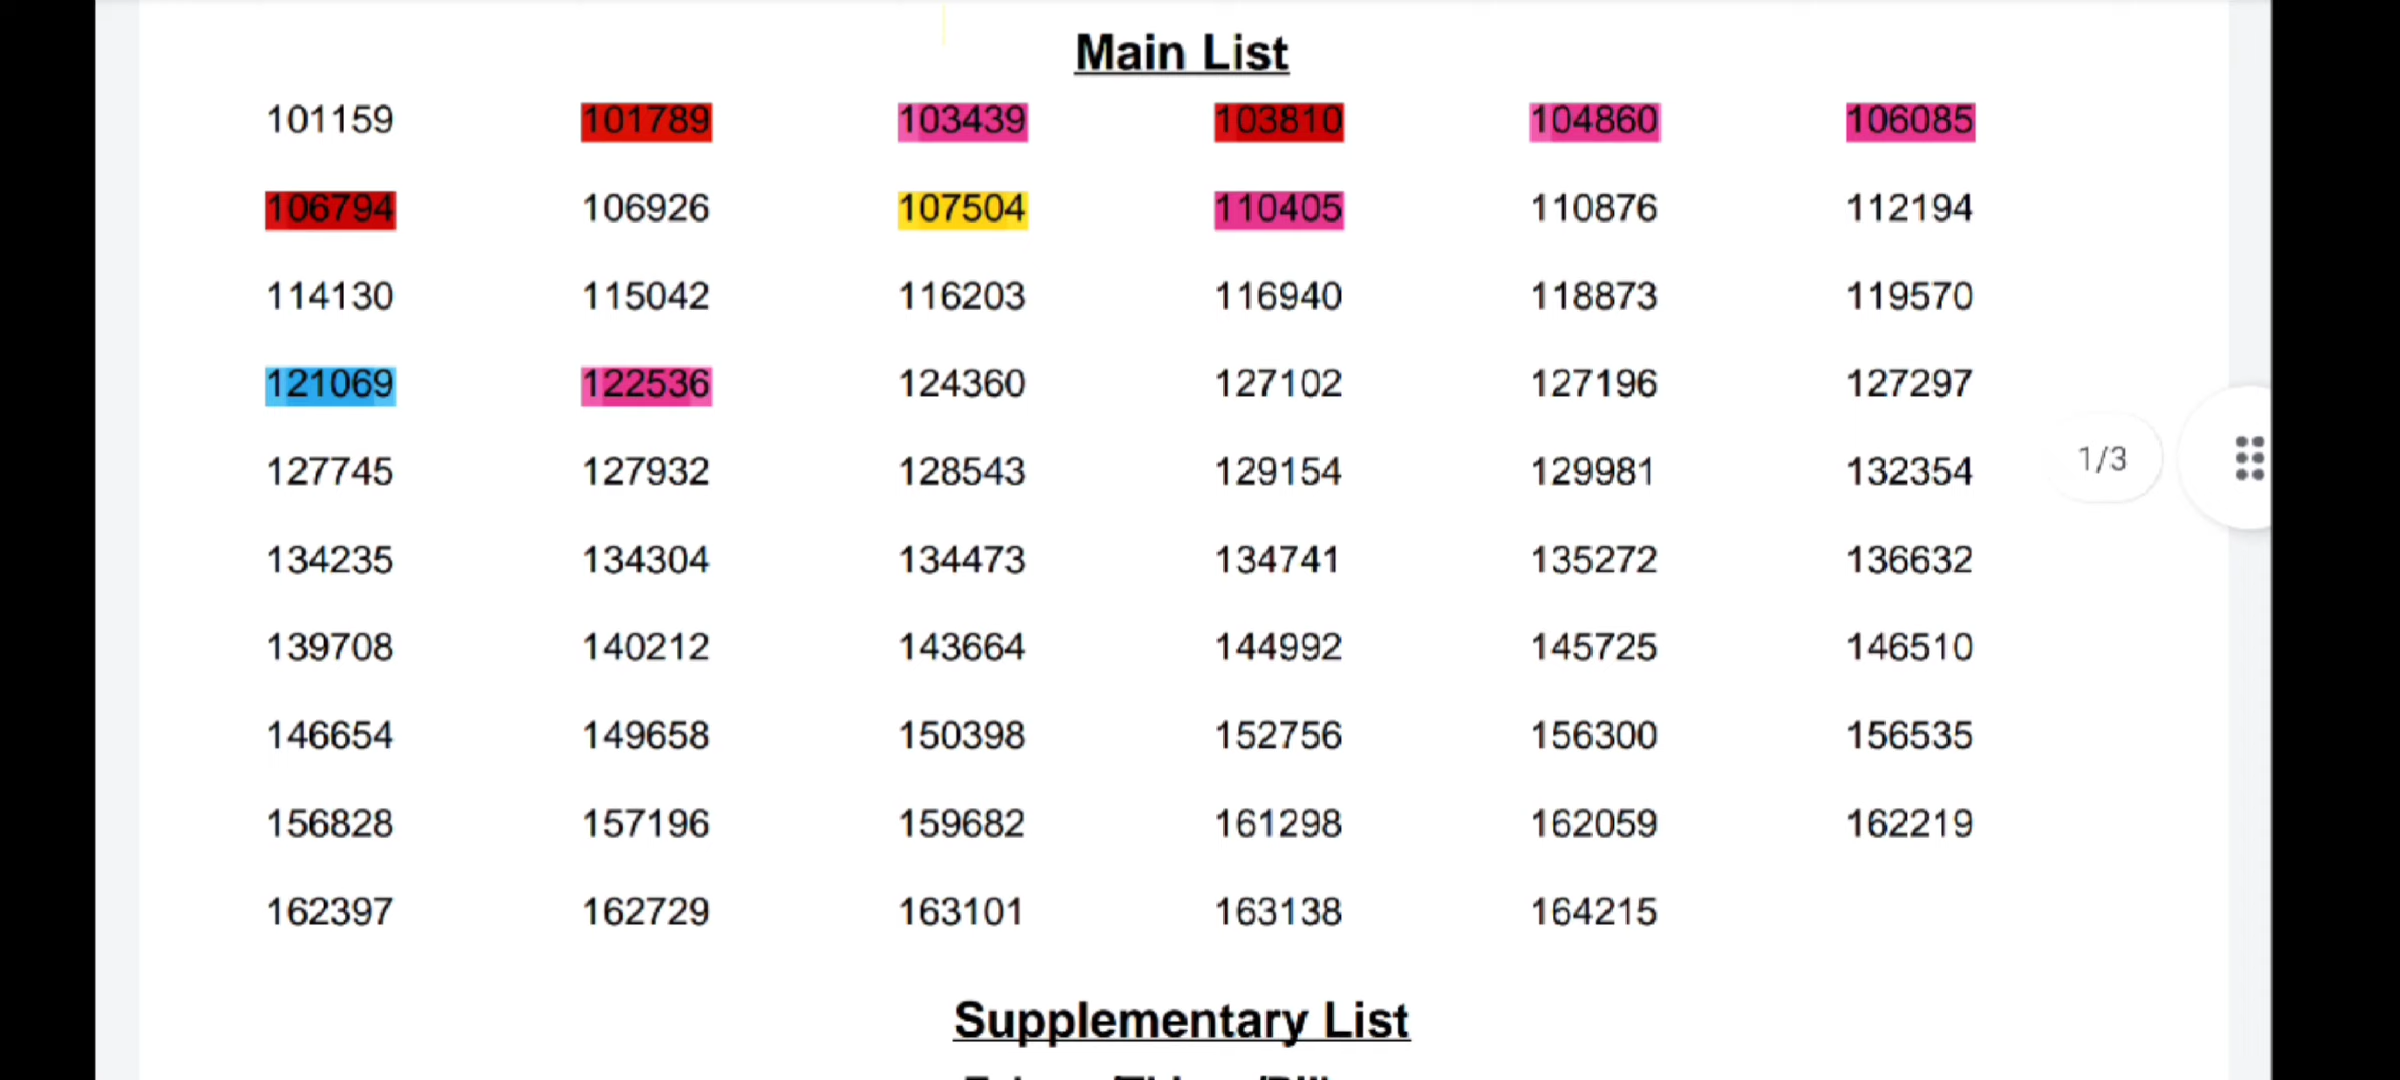 Main List
101159 101789 103439 103810 104860 106085
106794 106926 107504 110405 110876 112194
114130 115042 116203 116940 118873 119570
121069 122536 124360 127102 127196 127297
127745 127932 128543 129154 129981 132354
1/3
134235 134304 134473 134741 135272 136632
139708 140212 143664 144992 145725 146510
146654 149658 150398 152756 156300 156535
156828 157196 159682 161298 162059 162219
162397 162729 163101 163138 164215
Supplementary List